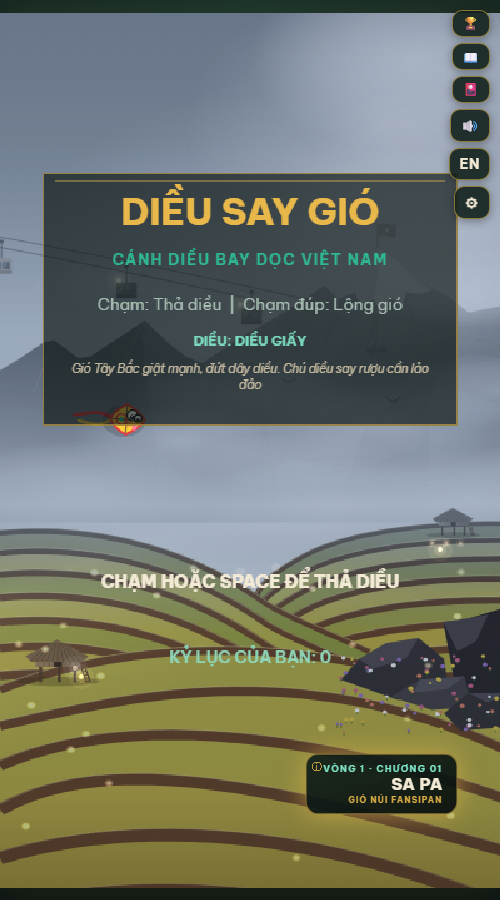 EN
DIỀU SAY GIÓ
CÁNH DIỀU BAY DỌC VIỆT NAM
Chạm: Thả diều | Chạm đúp: Lộng gió
DIỀU: DIỀU GIẤY
Gió Tây Bắc giật mạnh, đứt dây diều. Chú diều say rượu cần lảo
đảo
CHẠM HOẶC SPACE ĐỂ THẢ DIỀU
KỶ LỤC CỦA BẠN: 0
ⓘ VÒNG 1 · CHƯƠNG 01
SA PA
GIÓ NÚI FANSIPAN